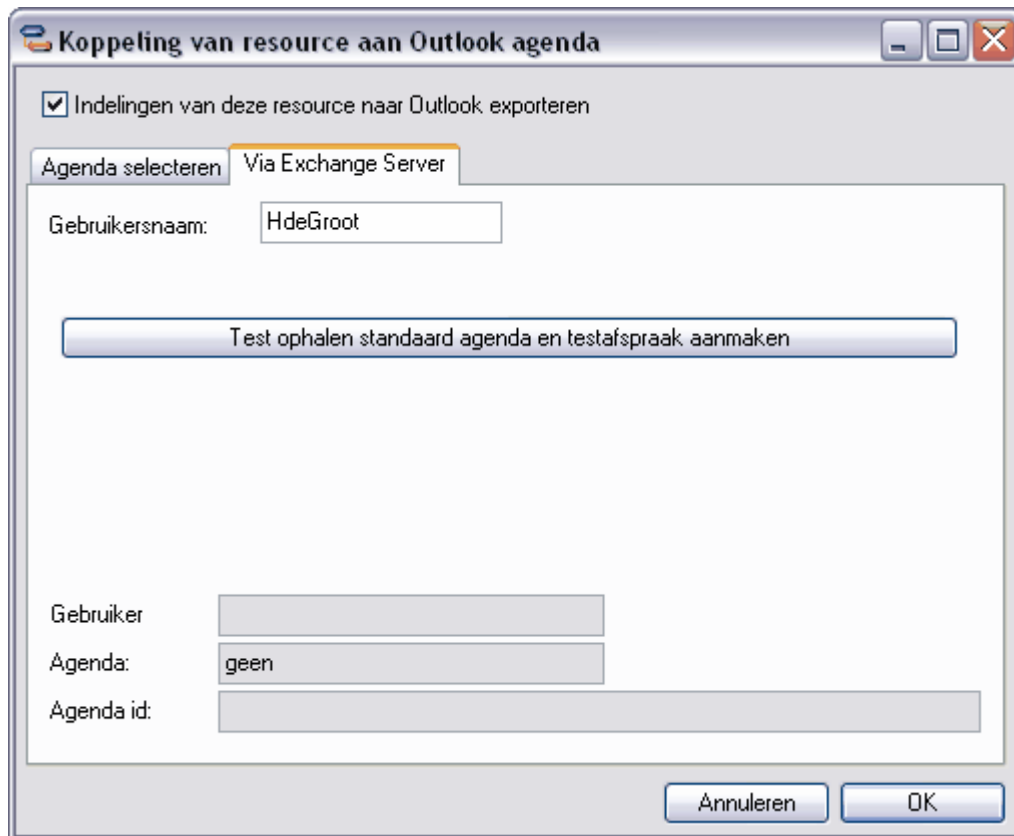 Koppeling van resource aan Outlook agenda
Indelingen van deze resource naar Outlook exporteren
Agenda selecteren Via Exchange Server
Gebruikersnaam: HdeGroot
Test ophalen standaard agenda en testafspraak aanmaken
Gebruiker
Agenda: geen
Agenda id:
Annuleren OK